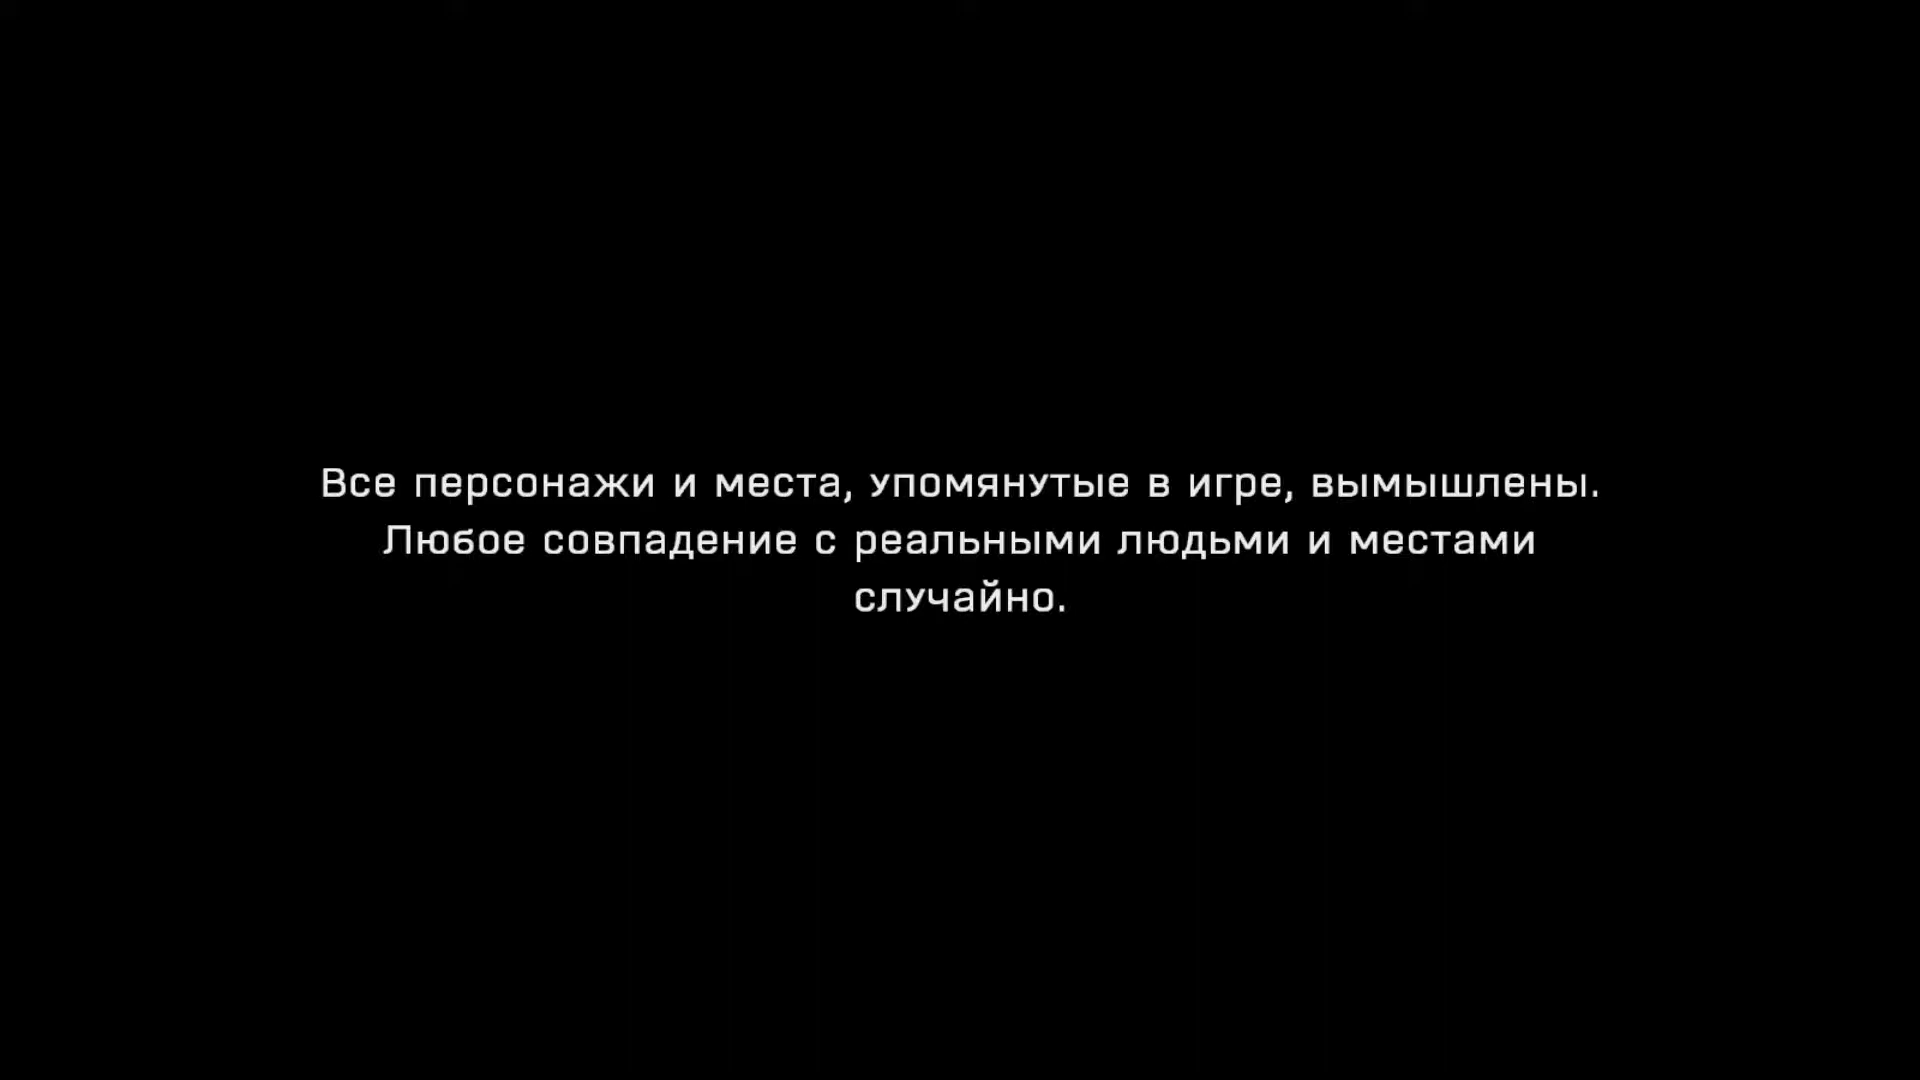 Все персонажи и места, упомянутые в игре, вымышлены.
Любое совпадение с реальными людьми и местами
случайно.